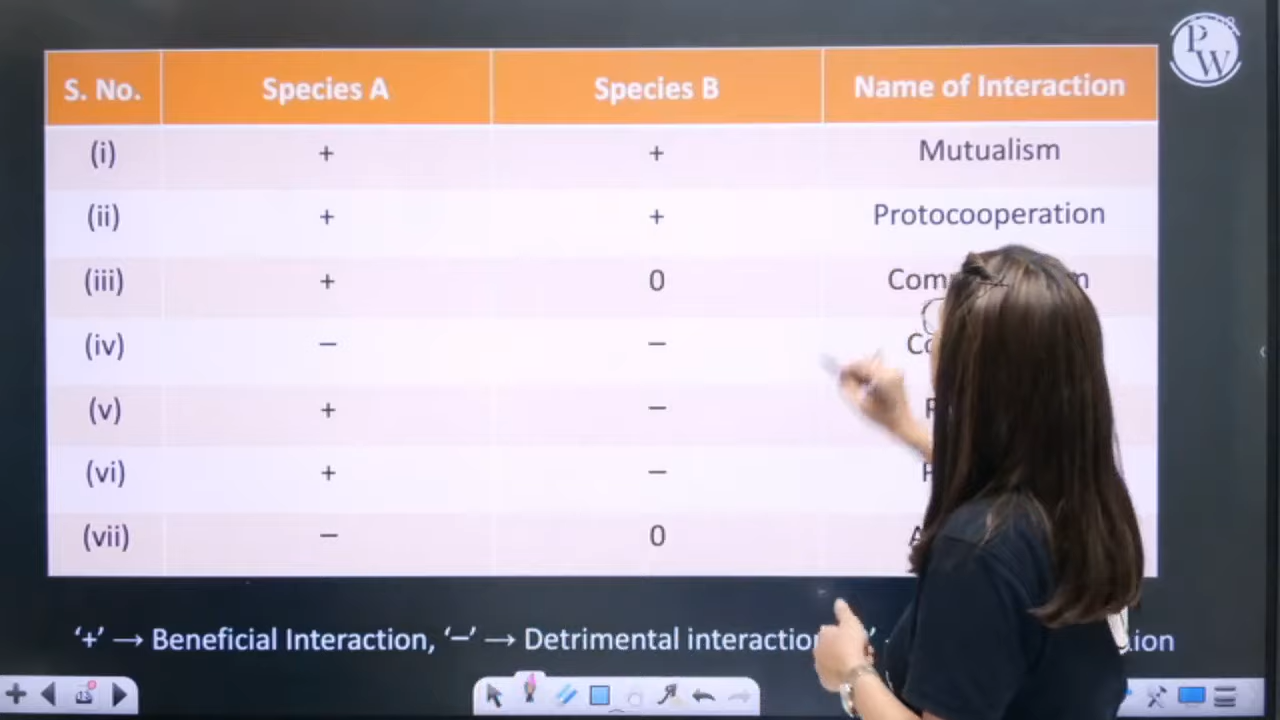 PW
S. No. Species A Species B Name of Interaction
(i) + + Mutualism
(ii) + + Protocooperation
(iii) + 0
(iv) − −
(v) + −
(vi) + −
(vii) − 0
‘+’ → Beneficial Interaction, ‘−’ → Detrimental interaction